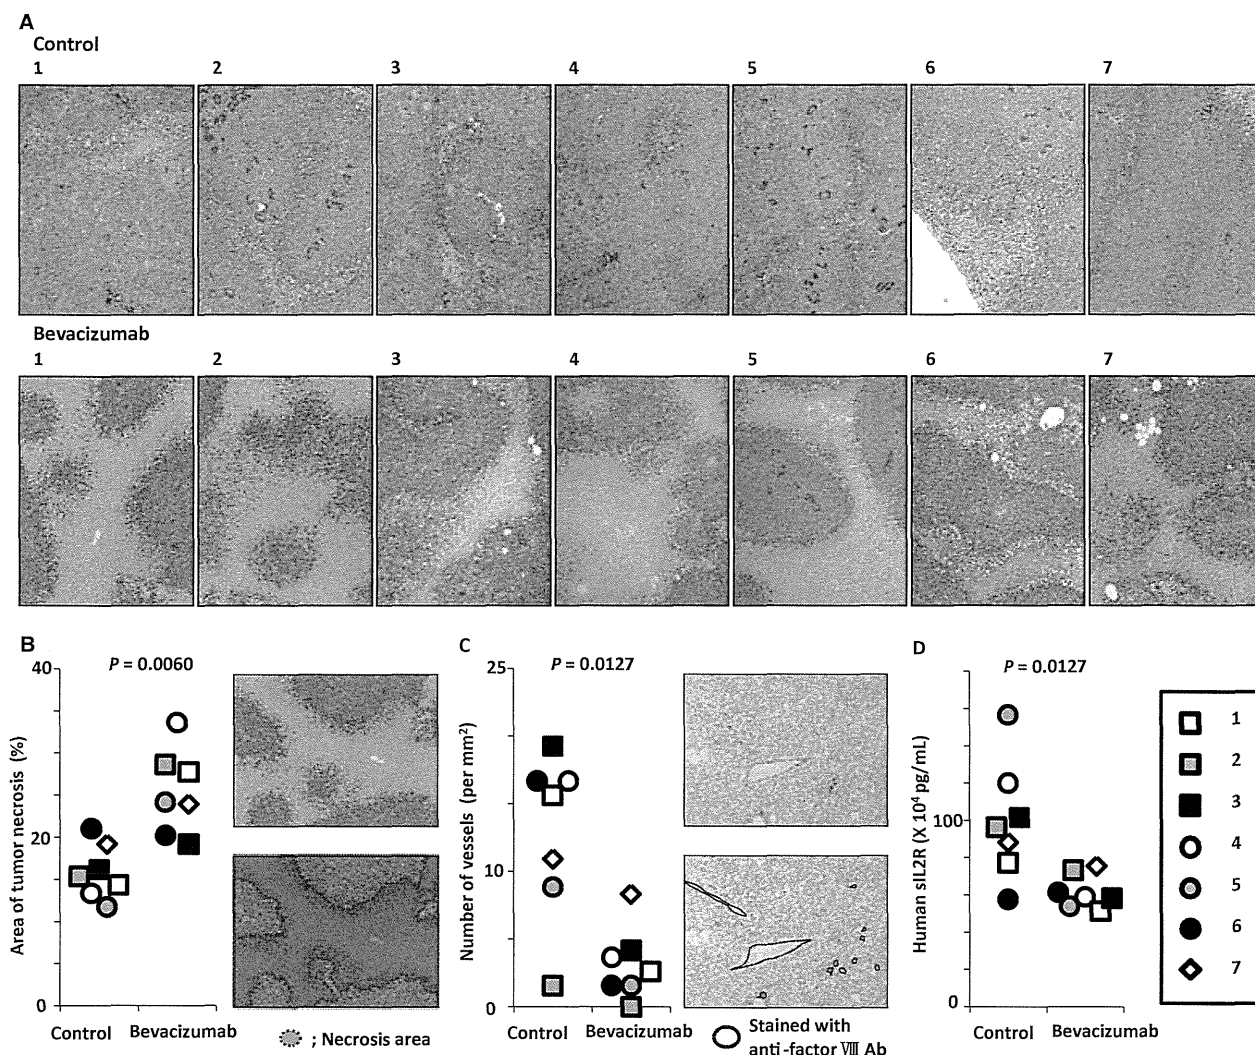 A
Control
1 2 3 4 5 6 7
Bevacizumab
1 2 3 4 5 6 7
B
P = 0.0060
40
20
0
Area of tumor necrosis (%)
Control Bevacizumab
; Necrosis area
C
P = 0.0127
25
10
0
Number of vessels (per mm²)
Control Bevacizumab
Stained with
anti-factor Ⅷ Ab
D
P = 0.0127
100
0
Human sIL2R (X 10⁴ pg/mL)
Control Bevacizumab
1
2
3
4
5
6
7